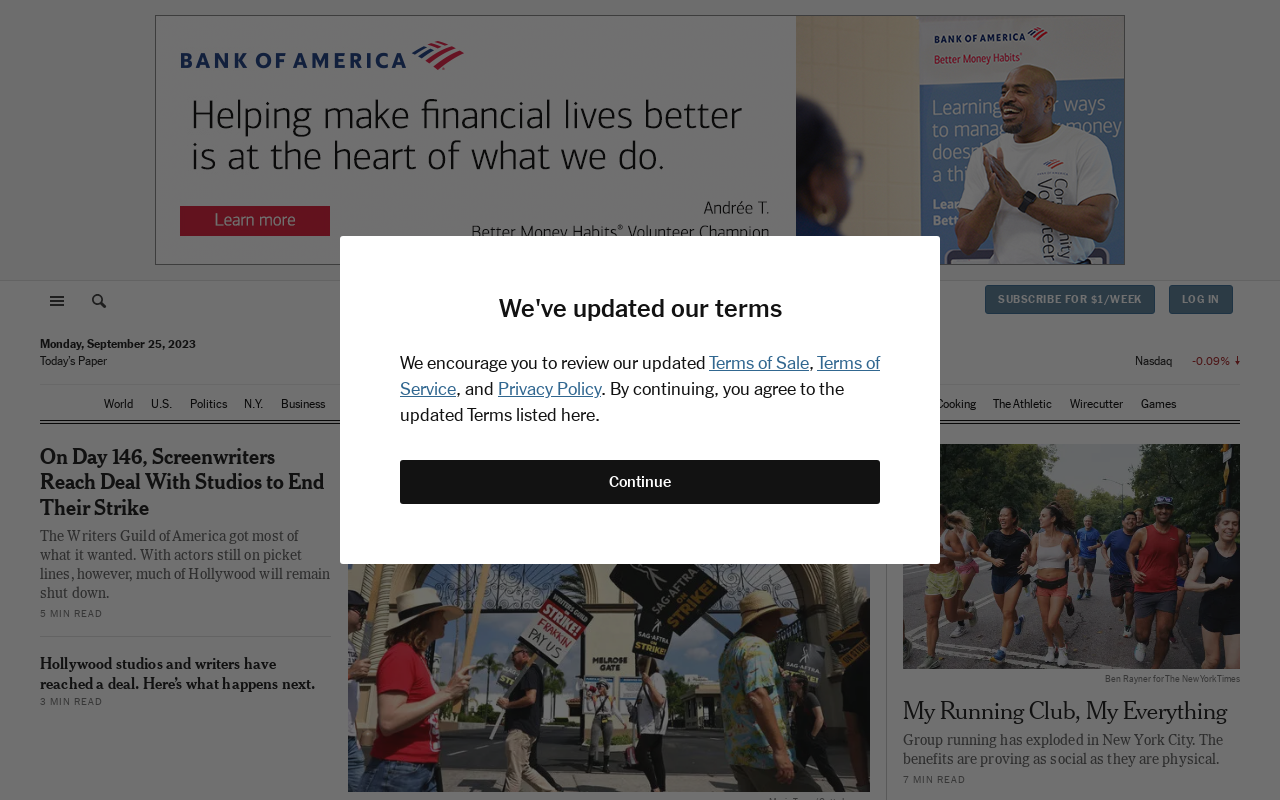 BANK OF AMERICA
Helping make financial lives better
is at the heart of what we do.
Learn more
Andrée T.
Better Money Habits® Volunteer Champion
BANK OF AMERICA
Better Money Habits®
Learning
ways
to
money
Community
Volunteer
SUBSCRIBE FOR $1/WEEK
LOG IN
Monday, September 25, 2023
Today's Paper
Nasdaq -0.09%
World U.S. Politics N.Y. Business
Cooking The Athletic Wirecutter Games
We've updated our terms
We encourage you to review our updated Terms of Sale, Terms of
Service, and Privacy Policy. By continuing, you agree to the
updated Terms listed here.
Continue
On Day 146, Screenwriters
Reach Deal With Studios to End
Their Strike
The Writers Guild of America got most of
what it wanted. With actors still on picket
lines, however, much of Hollywood will remain
shut down.
5 MIN READ
Hollywood studios and writers have
reached a deal. Here's what happens next.
3 MIN READ
WRITERS GUILD
STRIKE!
FRAKKIN'
PAY US
SAG-AFTRA
ON
STRIKE!
SAG-AFTRA
STRIKE!
MELROSE
GATE
SAG-AFTRA
Ben Rayner for The New York Times
My Running Club, My Everything
Group running has exploded in New York City. The
benefits are proving as social as they are physical.
7 MIN READ